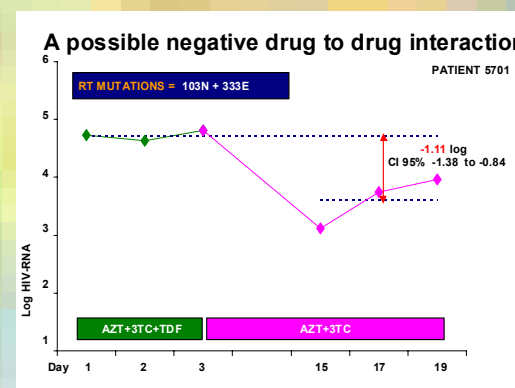 A possible negative drug to drug interaction
PATIENT 5701
RT MUTATIONS = 103N + 333E
-1.11 log
CI 95% -1.38 to -0.84
Log HIV-RNA
6
5
4
3
2
1
AZT+3TC+TDF
AZT+3TC
Day 1 2 3 15 17 19